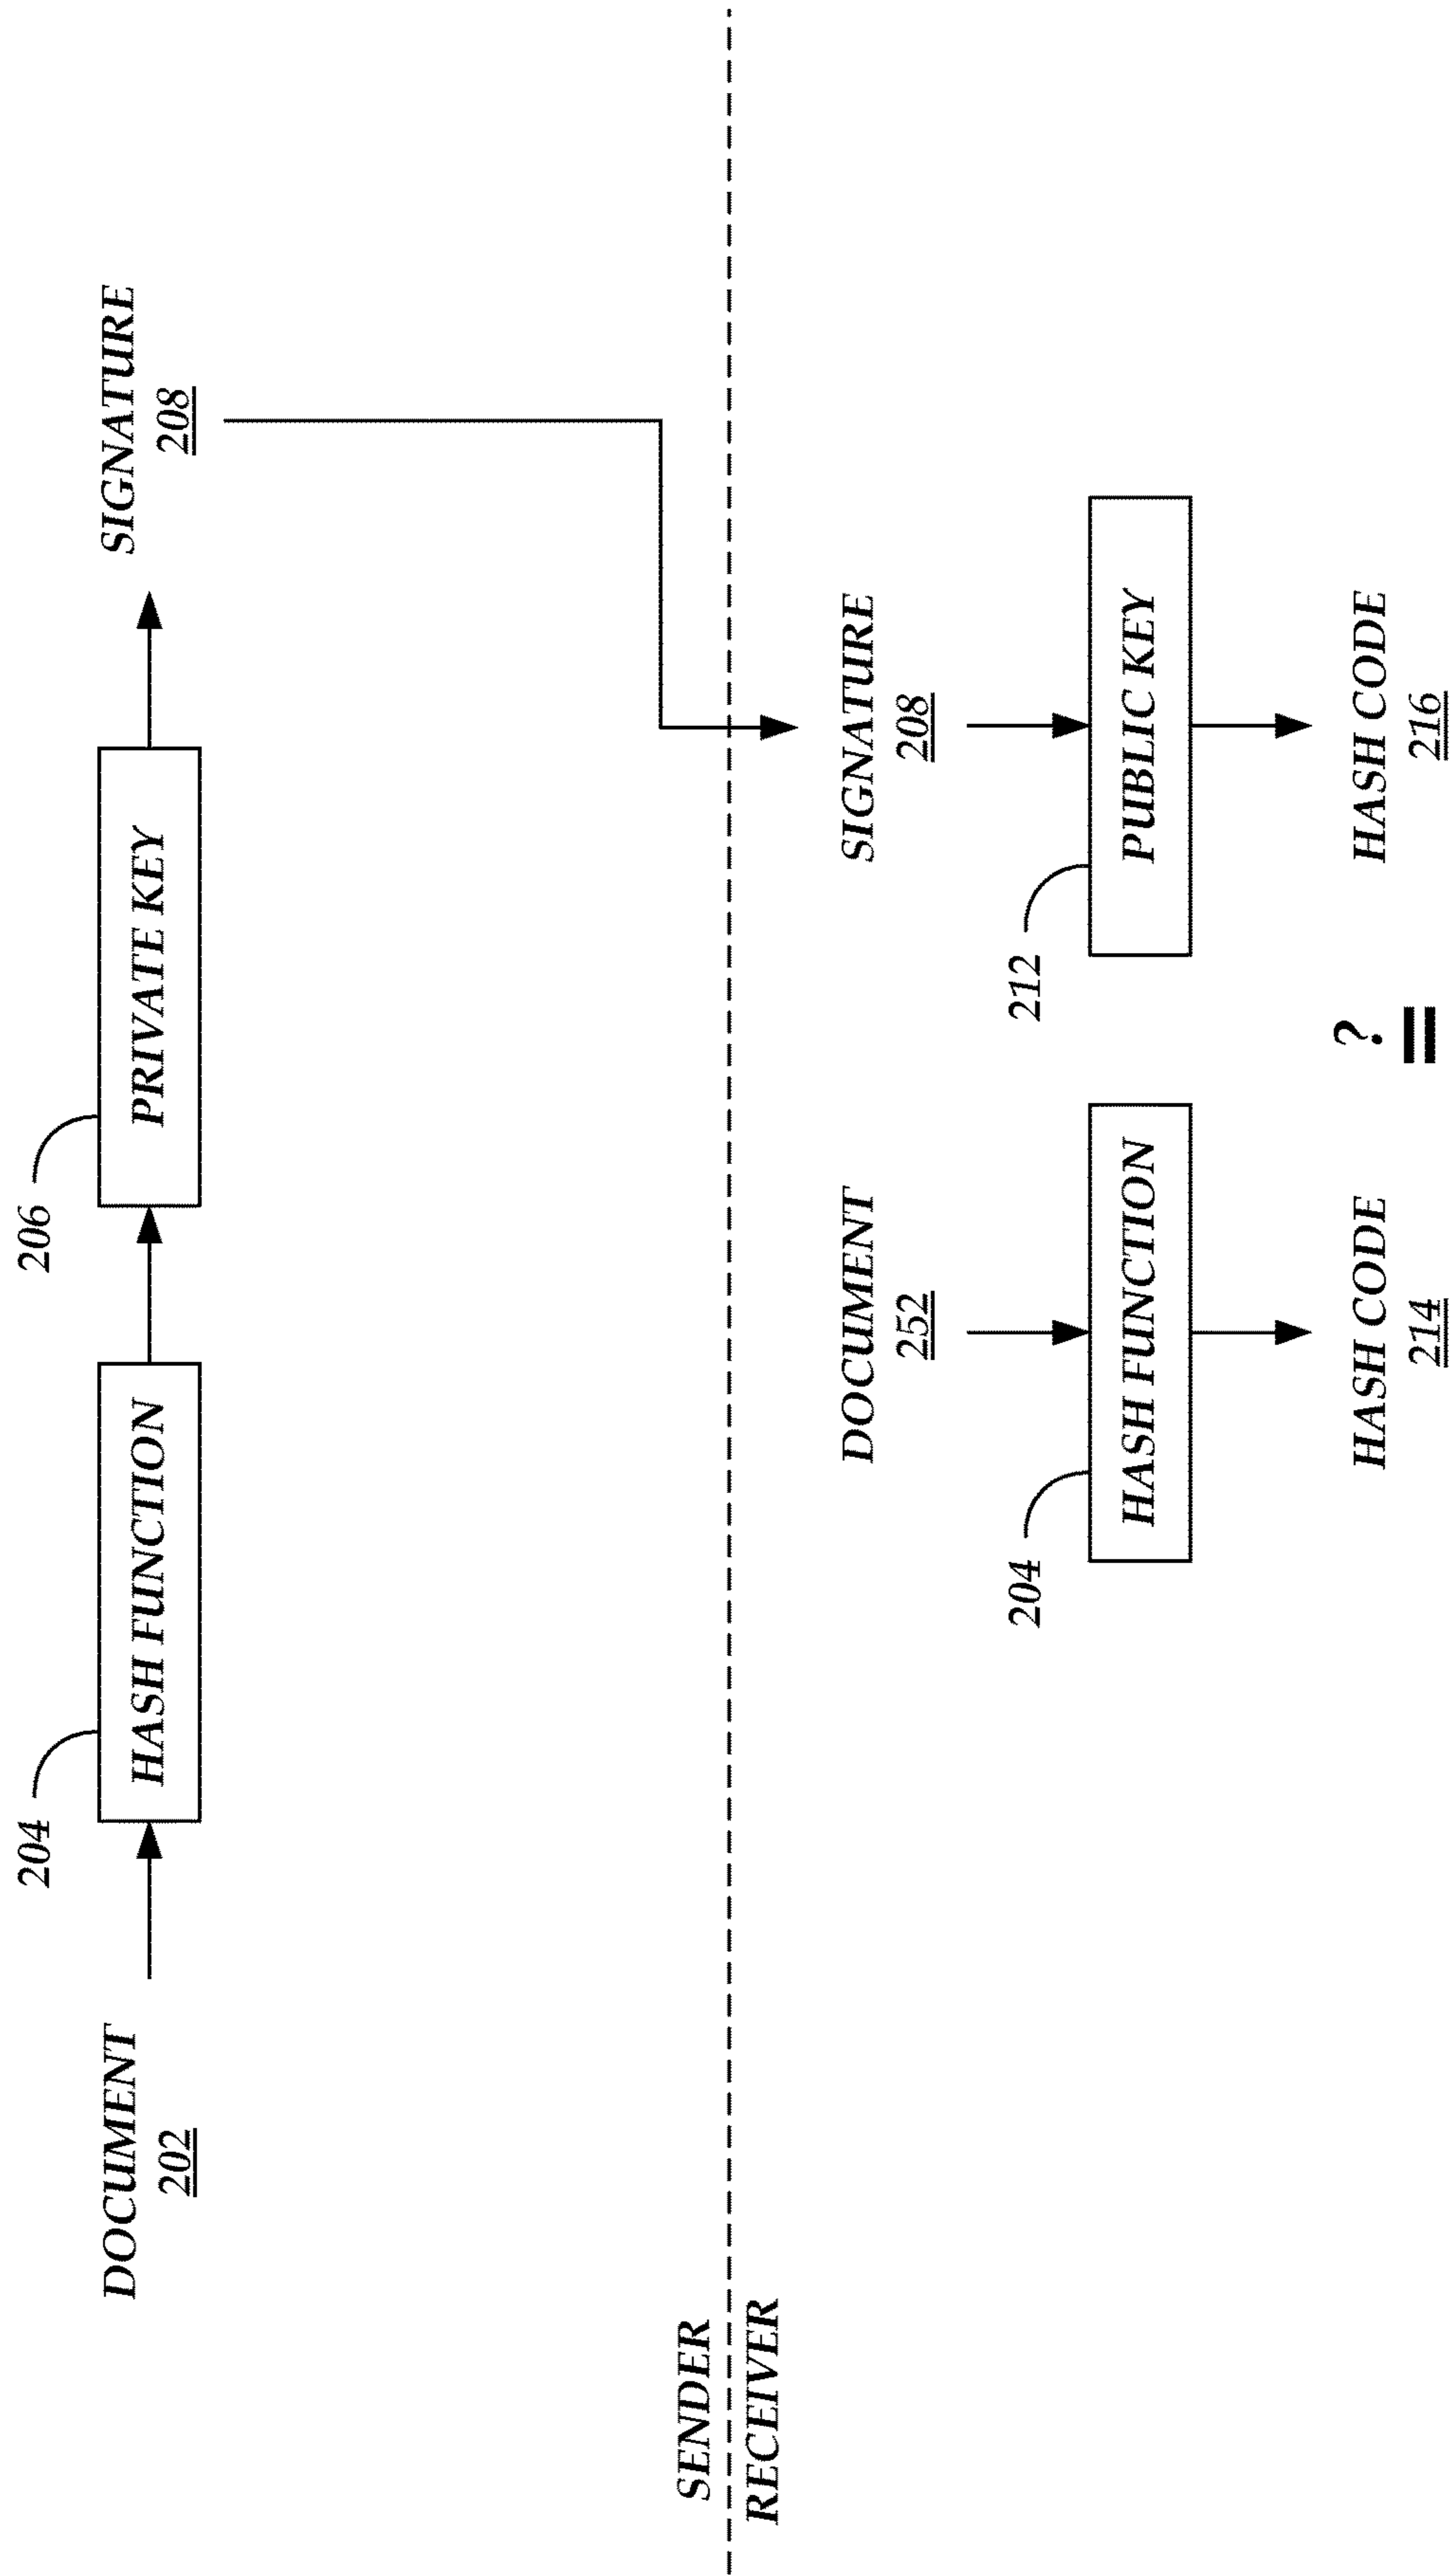 204
206
DOCUMENT
202
HASH FUNCTION
PRIVATE KEY
SIGNATURE
208
SENDER
RECEIVER
DOCUMENT
252
SIGNATURE
208
204
212
HASH FUNCTION
PUBLIC KEY
HASH CODE
214
?
=
HASH CODE
216